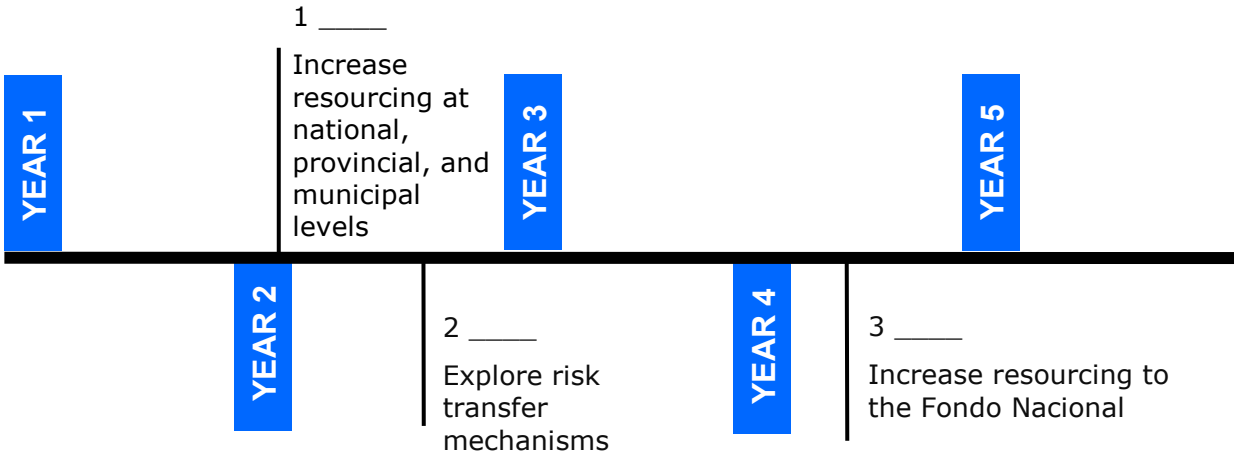 YEAR 1
1 ____
Increase
resourcing at
national,
provincial, and
municipal
levels
YEAR 2
2 ____
Explore risk
transfer
mechanisms
YEAR 3
YEAR 4
3 ____
Increase resourcing to
the Fondo Nacional
YEAR 5